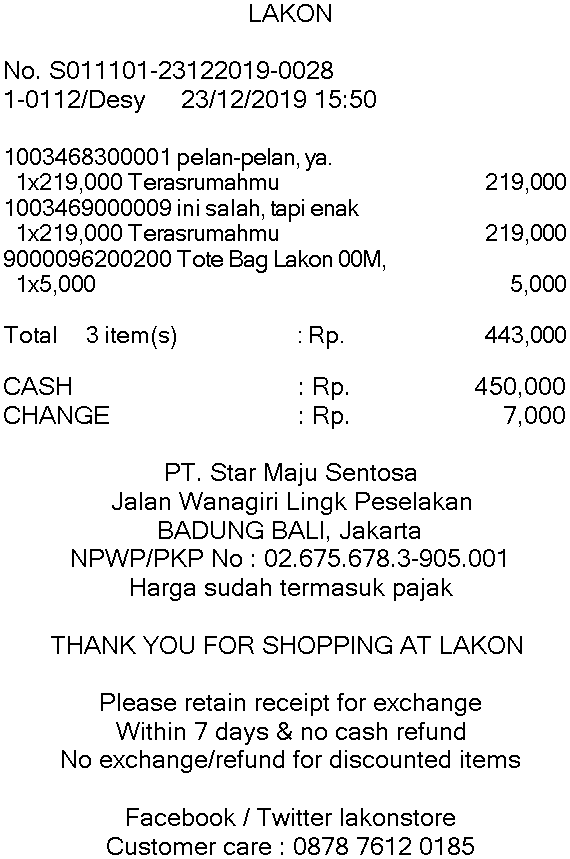 LAKON
No. S011101-23122019-0028
1-0112/Desy 23/12/2019 15:50
1003468300001 pelan-pelan, ya.
1x219,000 Terasrumahmu 219,000
1003469000009 ini salah, tapi enak
1x219,000 Terasrumahmu 219,000
9000096200200 Tote Bag Lakon 00M,
1x5,000 5,000
Total 3 item(s) : Rp. 443,000
CASH : Rp. 450,000
CHANGE : Rp. 7,000
PT. Star Maju Sentosa
Jalan Wanagiri Lingk Peselakan
BADUNG BALI, Jakarta
NPWP/PKP No : 02.675.678.3-905.001
Harga sudah termasuk pajak
THANK YOU FOR SHOPPING AT LAKON
Please retain receipt for exchange
Within 7 days & no cash refund
No exchange/refund for discounted items
Facebook / Twitter lakonstore
Customer care : 0878 7612 0185